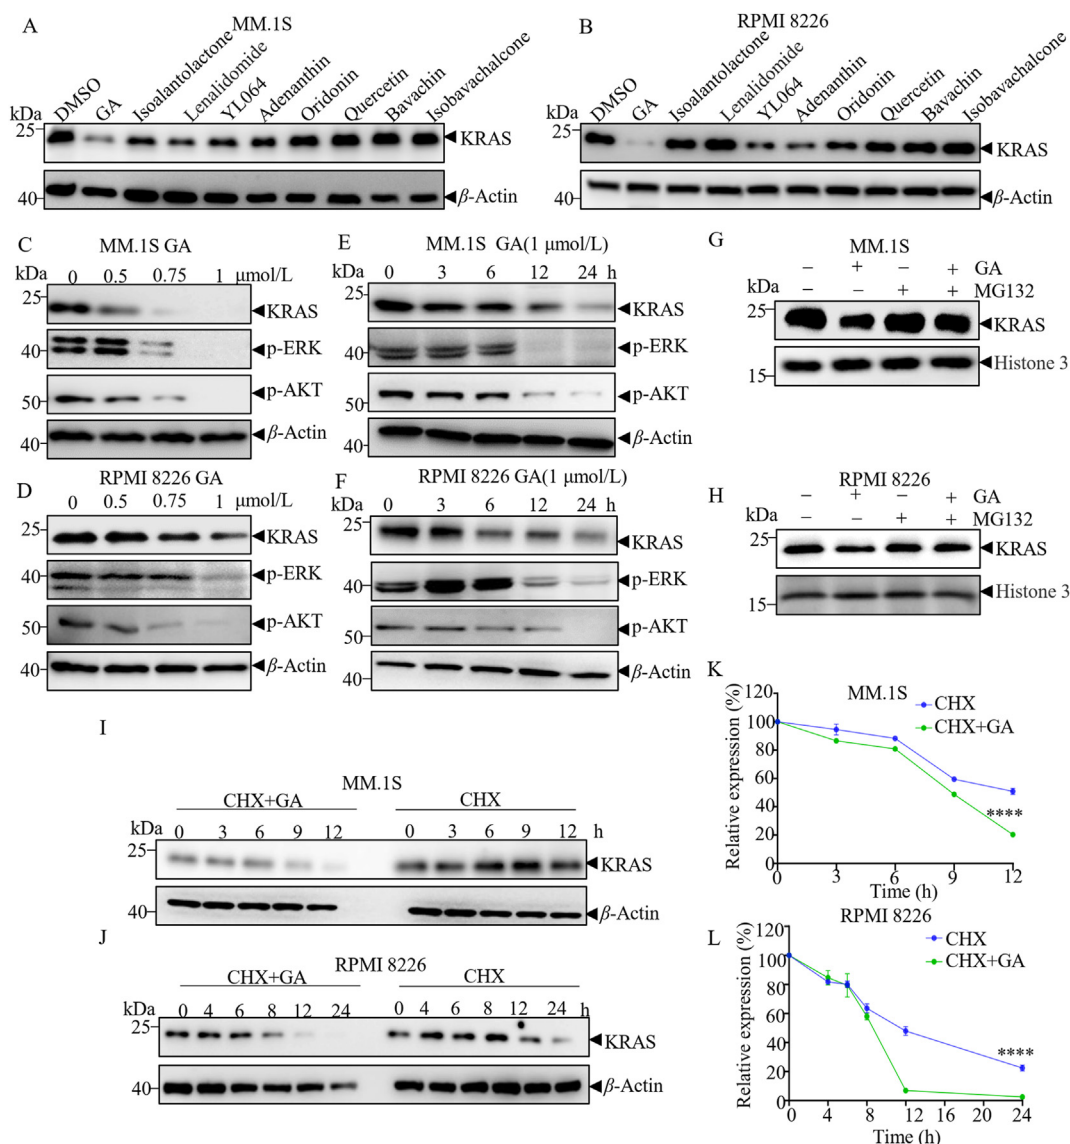 A
MM.1S
kDa
DMSO
GA
Isoalantolactone
Lenalidomide
YL064
Adenanthin
Oridonin
Quercetin
Bavachin
Isobavachalcone
25
KRAS
40
β-Actin
B
RPMI 8226
kDa
DMSO
GA
Isoalantolactone
Lenalidomide
YL064
Adenanthin
Oridonin
Quercetin
Bavachin
Isobavachalcone
25
KRAS
40
β-Actin
C
MM.1S GA
kDa 0 0.5 0.75 1 μmol/L
25
KRAS
40
p-ERK
50
p-AKT
40
β-Actin
D
RPMI 8226 GA
kDa 0 0.5 0.75 1 μmol/L
25
KRAS
40
p-ERK
50
p-AKT
40
β-Actin
E
MM.1S GA(1 μmol/L)
kDa 0 3 6 12 24 h
25
KRAS
40
p-ERK
50
p-AKT
40
β-Actin
F
RPMI 8226 GA(1 μmol/L)
kDa 0 3 6 12 24 h
25
KRAS
40
p-ERK
50
p-AKT
40
β-Actin
G
MM.1S
− + − + GA
kDa − − + + MG132
25
KRAS
15
Histone 3
H
RPMI 8226
− + − + GA
kDa − − + + MG132
25
KRAS
15
Histone 3
I
MM.1S
CHX+GA CHX
kDa 0 3 6 9 12 0 3 6 9 12 h
25
KRAS
40
β-Actin
J
RPMI 8226
CHX+GA CHX
kDa 0 4 6 8 12 24 0 4 6 8 12 24 h
25
KRAS
40
β-Actin
K
MM.1S
Relative expression (%)
120
100
80
60
40
20
0
CHX
CHX+GA
****
0 3 6 9 12
Time (h)
L
RPMI 8226
Relative expression (%)
120
100
80
60
40
20
0
CHX
CHX+GA
****
0 4 8 12 16 20 24
Time (h)